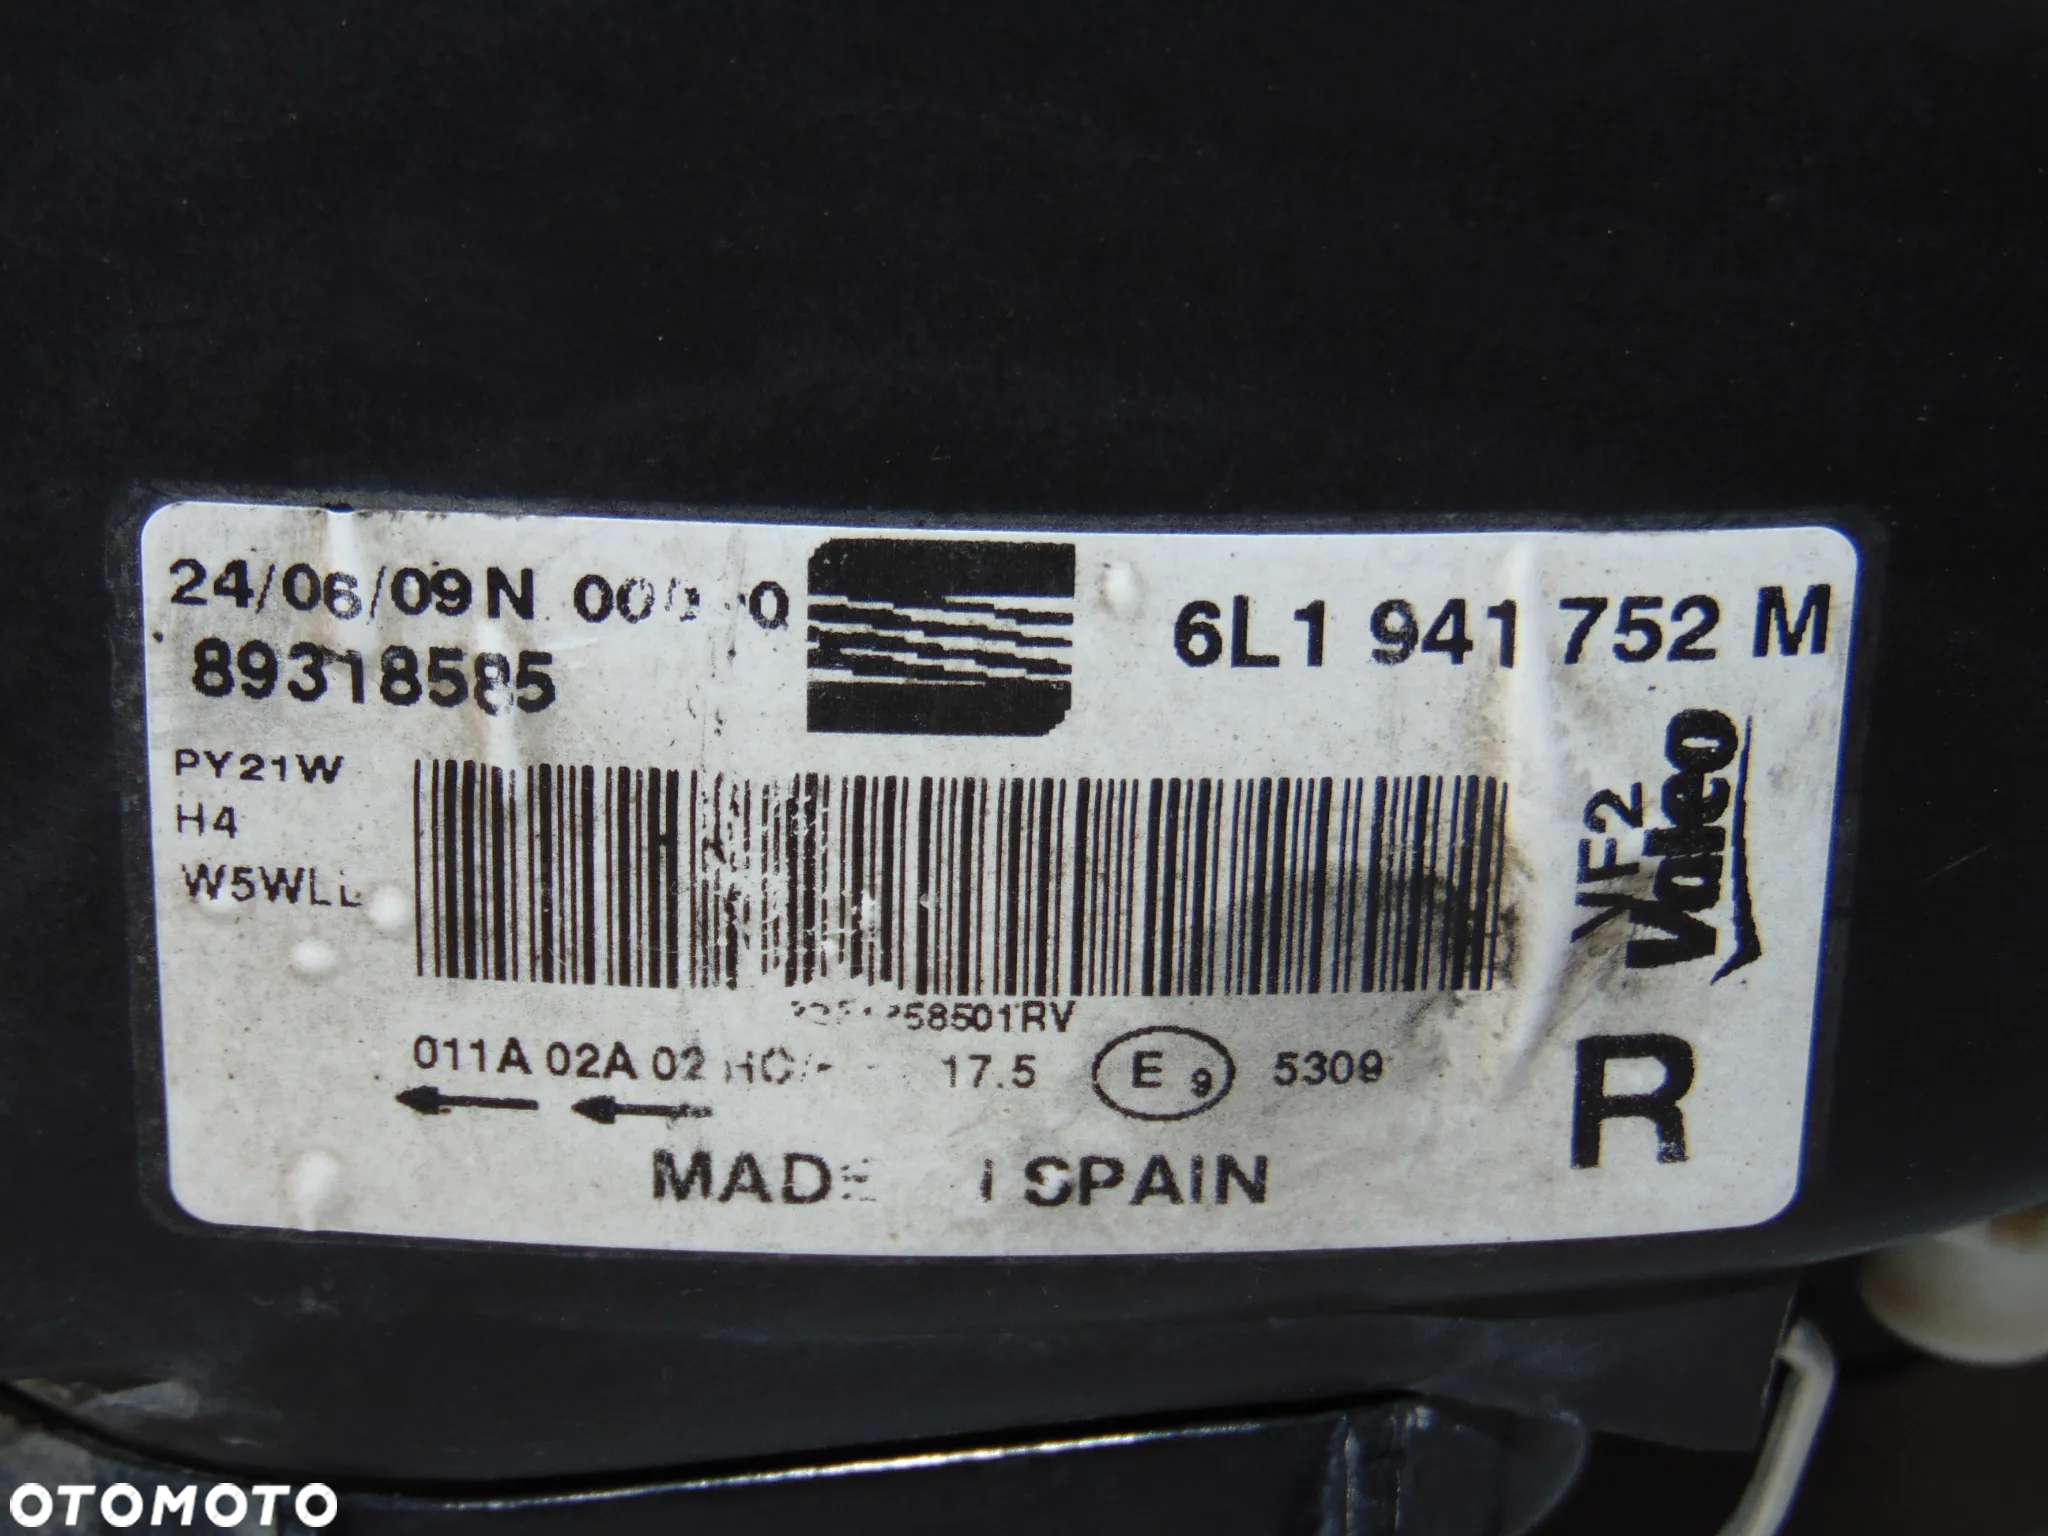 24/06/09 N
6L1 941 752 M
89318585
PY21W
H4
W5WLL
VF2
Valeo
011A 02A 02 17.5 E 9 5309
R
SPAIN
OTOMOTO